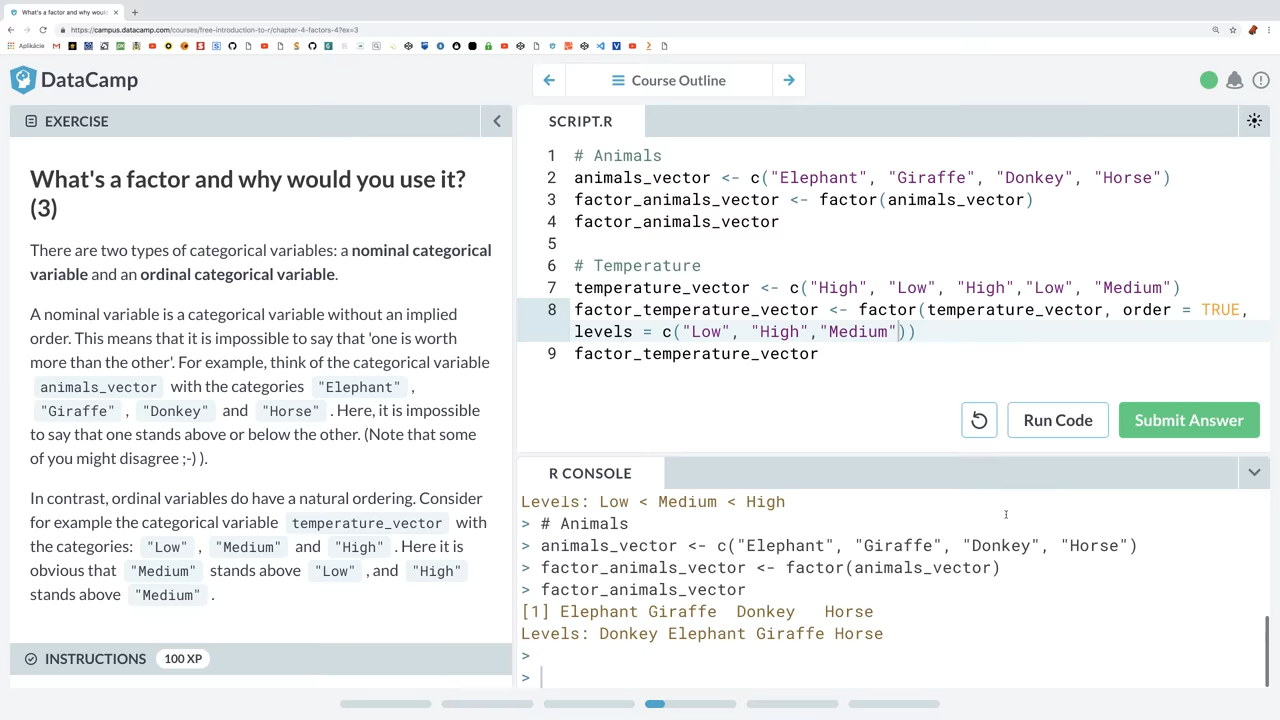 What's a factor and why would
https://campus.datacamp.com/courses/free-introduction-to-r/chapter-4-factors-4?ex=3
Aplikácie
DataCamp
Course Outline
EXERCISE
What's a factor and why would you use it?
(3)
There are two types of categorical variables: a nominal categorical
variable and an ordinal categorical variable.
A nominal variable is a categorical variable without an implied
order. This means that it is impossible to say that 'one is worth
more than the other'. For example, think of the categorical variable
animals_vector with the categories "Elephant" ,
"Giraffe" , "Donkey" and "Horse" . Here, it is impossible
to say that one stands above or below the other. (Note that some
of you might disagree ;-) ).
In contrast, ordinal variables do have a natural ordering. Consider
for example the categorical variable temperature_vector with
the categories: "Low" , "Medium" and "High" . Here it is
obvious that "Medium" stands above "Low" , and "High"
stands above "Medium" .
INSTRUCTIONS 100 XP
SCRIPT.R
1 # Animals
2 animals_vector <- c("Elephant", "Giraffe", "Donkey", "Horse")
3 factor_animals_vector <- factor(animals_vector)
4 factor_animals_vector
5
6 # Temperature
7 temperature_vector <- c("High", "Low", "High","Low", "Medium")
8 factor_temperature_vector <- factor(temperature_vector, order = TRUE,
levels = c("Low", "High","Medium"))
9 factor_temperature_vector
Run Code
Submit Answer
R CONSOLE
Levels: Low < Medium < High
> # Animals
> animals_vector <- c("Elephant", "Giraffe", "Donkey", "Horse")
> factor_animals_vector <- factor(animals_vector)
> factor_animals_vector
[1] Elephant Giraffe  Donkey   Horse
Levels: Donkey Elephant Giraffe Horse
>
>